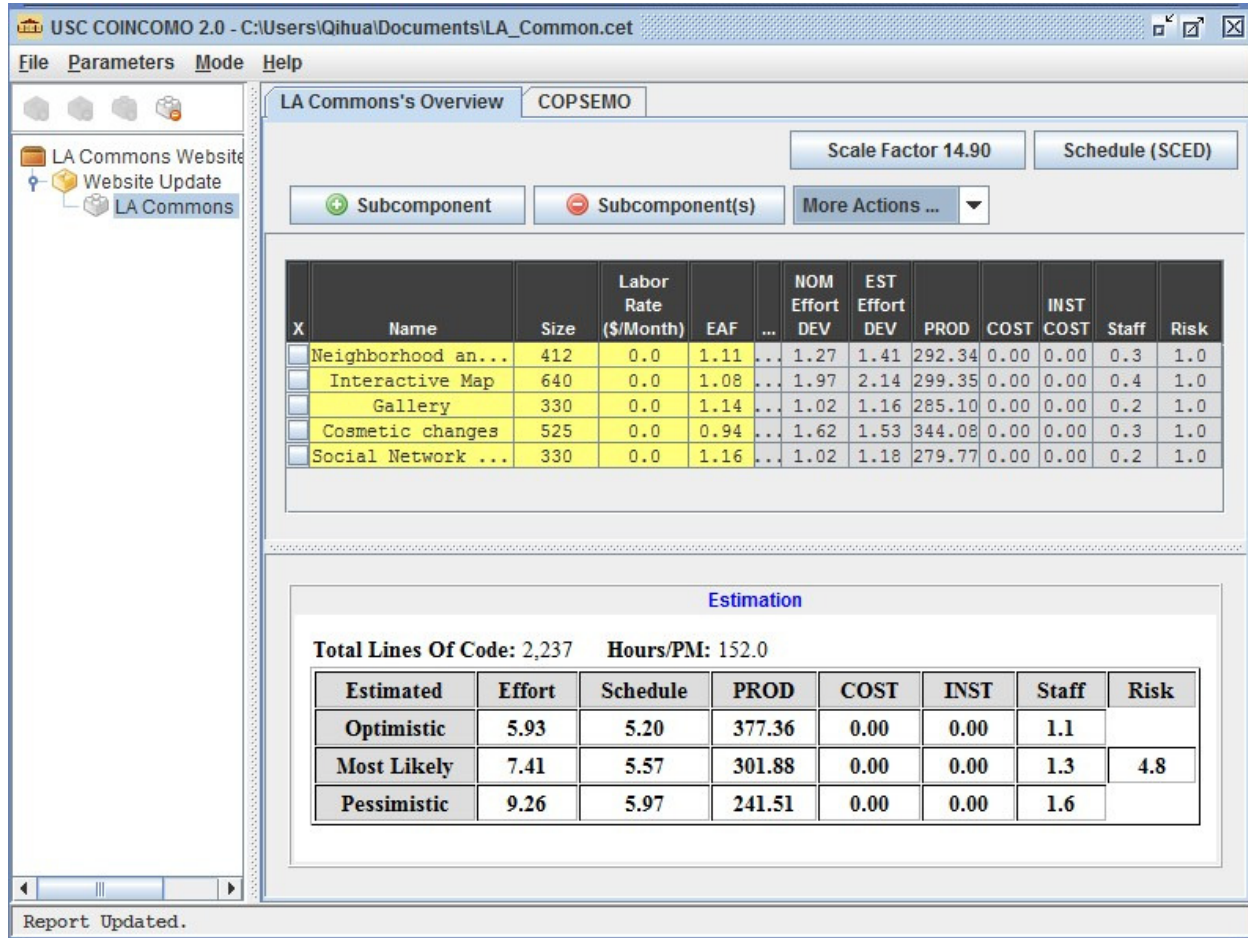 USC COINCOMO 2.0 - C:\Users\Qihua\Documents\LA_Common.cet
File Parameters Mode Help
LA Commons's Overview COPSEMO
LA Commons Website
Website Update
LA Commons
Scale Factor 14.90 Schedule (SCED)
Subcomponent Subcomponent(s) More Actions ...
X Name Size Labor Rate ($/Month) EAF ... NOM Effort DEV EST Effort DEV PROD COST INST COST Staff Risk
Neighborhood an... 412 0.0 1.11 ... 1.27 1.41 292.34 0.00 0.00 0.3 1.0
Interactive Map 640 0.0 1.08 ... 1.97 2.14 299.35 0.00 0.00 0.4 1.0
Gallery 330 0.0 1.14 ... 1.02 1.16 285.10 0.00 0.00 0.2 1.0
Cosmetic changes 525 0.0 0.94 ... 1.62 1.53 344.08 0.00 0.00 0.3 1.0
Social Network ... 330 0.0 1.16 ... 1.02 1.18 279.77 0.00 0.00 0.2 1.0
Estimation
Total Lines Of Code: 2,237 Hours/PM: 152.0
Estimated Effort Schedule PROD COST INST Staff Risk
Optimistic 5.93 5.20 377.36 0.00 0.00 1.1
Most Likely 7.41 5.57 301.88 0.00 0.00 1.3 4.8
Pessimistic 9.26 5.97 241.51 0.00 0.00 1.6
Report Updated.